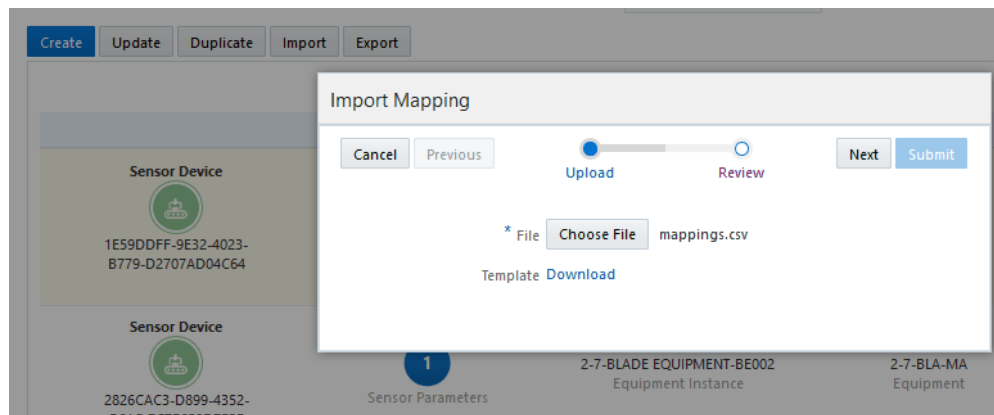 Create Update Duplicate Import Export
Import Mapping
Cancel Previous Next Submit
Upload Review
* File Choose File mappings.csv
Template Download
Sensor Device
1E59DDFF-9E32-4023-
B779-D2707AD04C64
Sensor Device
2826CAC3-D899-4352-
1
Sensor Parameters
2-7-BLADE EQUIPMENT-BE002
Equipment Instance
2-7-BLA-MA
Equipment